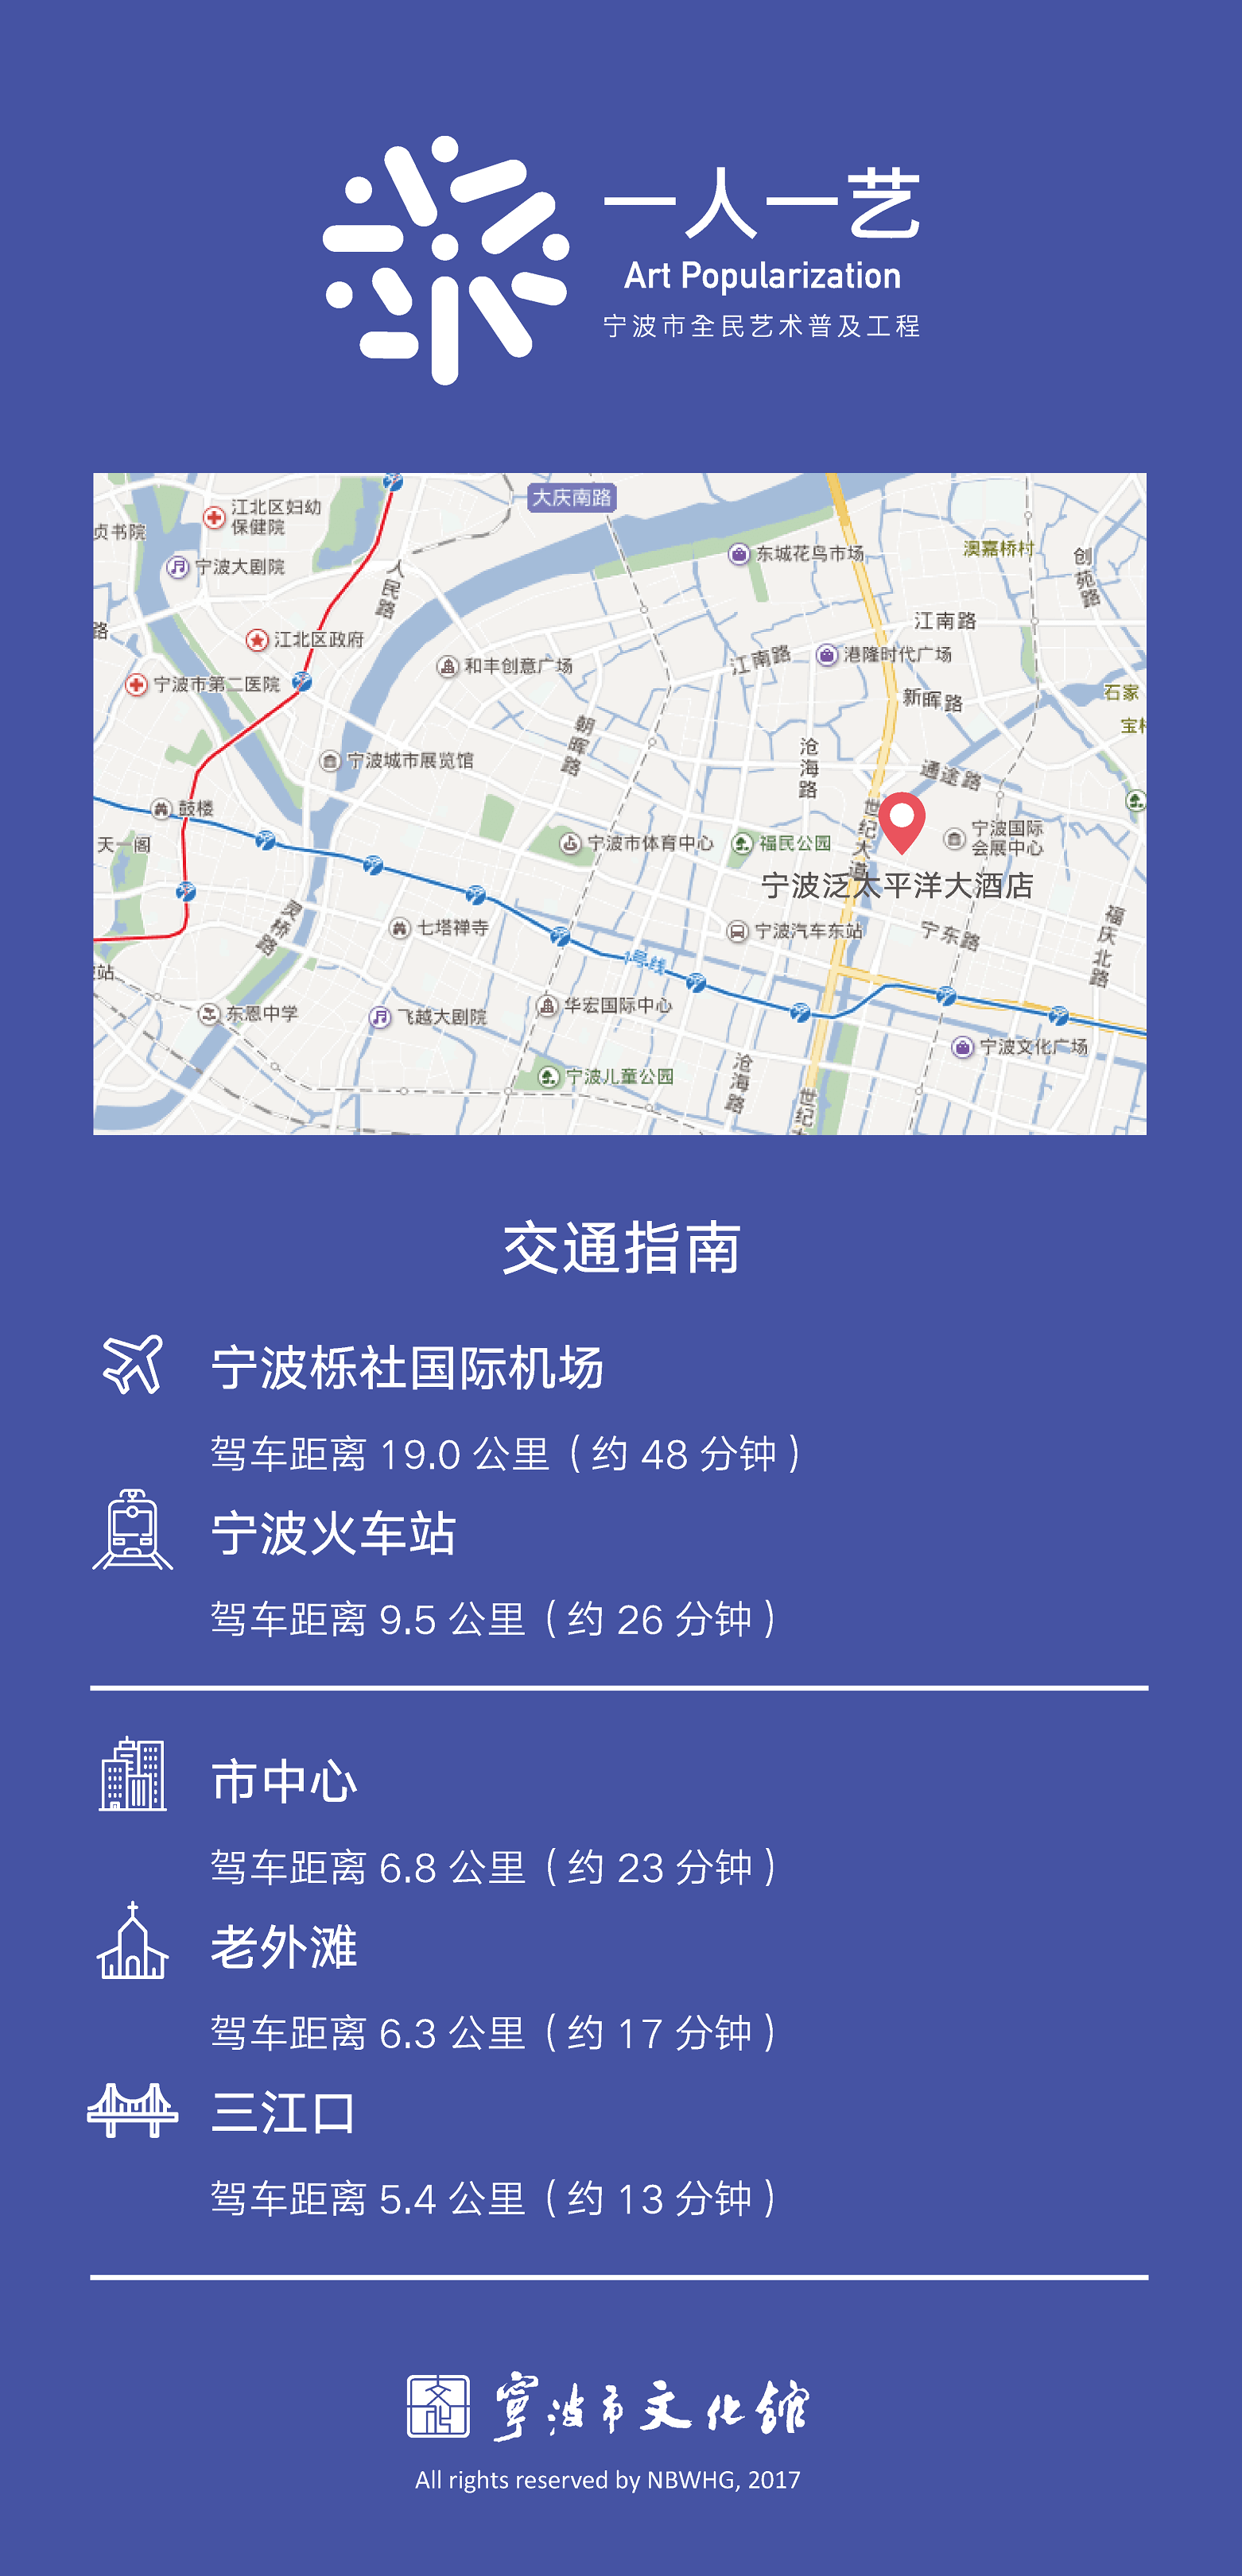 一人一艺
Art Popularization
宁波市全民艺术普及工程
大庆南路
江北区妇幼
保健院
贞书院
宁波大剧院
东城花鸟市场
澳嘉桥村
创苑路
人民路
路
江北区政府
江南路
江南路
港隆时代广场
和丰创意广场
宁波市第二医院
新晖路
石家
宝
朝晖路
沧海路
宁波城市展览馆
通途路
鼓楼
世纪大道
天一阁
宁波市体育中心
福民公园
宁波国际
会展中心
宁波泛太平洋大酒店
灵桥路
七塔禅寺
宁波汽车东站
宁东路
福庆北路
1号线
站
东恩中学
飞越大剧院
华宏国际中心
宁波文化广场
宁波儿童公园
沧海路
世纪大
交通指南
宁波栎社国际机场
驾车距离 19.0 公里（约 48 分钟）
宁波火车站
驾车距离 9.5 公里（约 26 分钟）
市中心
驾车距离 6.8 公里（约 23 分钟）
老外滩
驾车距离 6.3 公里（约 17 分钟）
三江口
驾车距离 5.4 公里（约 13 分钟）
寧波市文化馆
All rights reserved by NBWHG, 2017